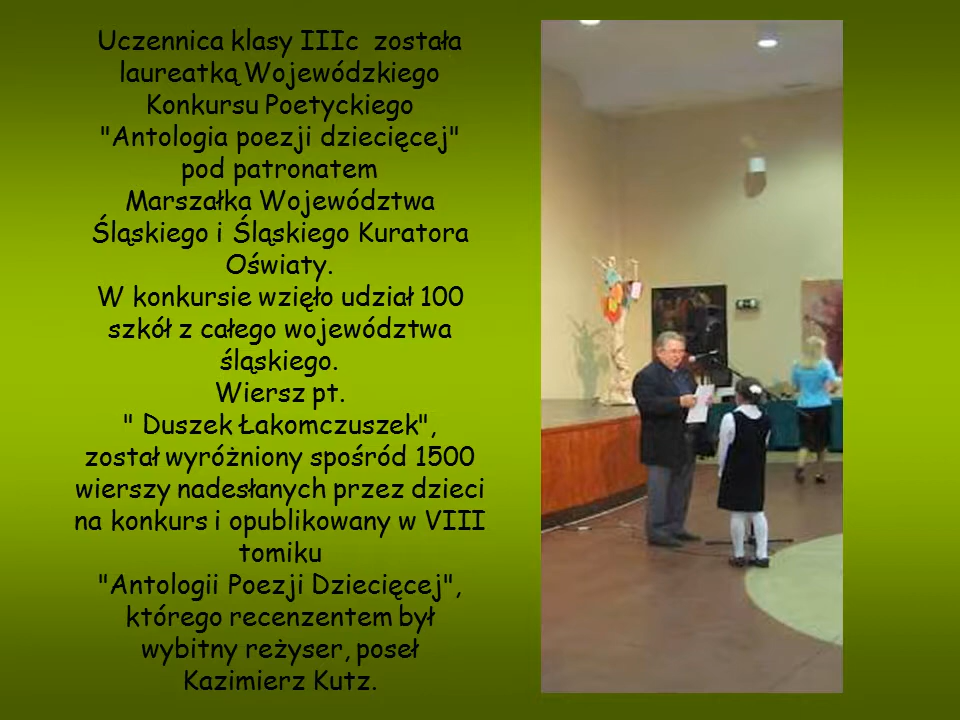 Uczennica klasy IIIc została
laureatką Wojewódzkiego
Konkursu Poetyckiego
"Antologia poezji dziecięcej"
pod patronatem
Marszałka Województwa
Śląskiego i Śląskiego Kuratora
Oświaty.
W konkursie wzięło udział 100
szkół z całego województwa
śląskiego.
Wiersz pt.
" Duszek Łakomczuszek",
został wyróżniony spośród 1500
wierszy nadesłanych przez dzieci
na konkurs i opublikowany w VIII
tomiku
"Antologii Poezji Dziecięcej",
którego recenzentem był
wybitny reżyser, poseł
Kazimierz Kutz.